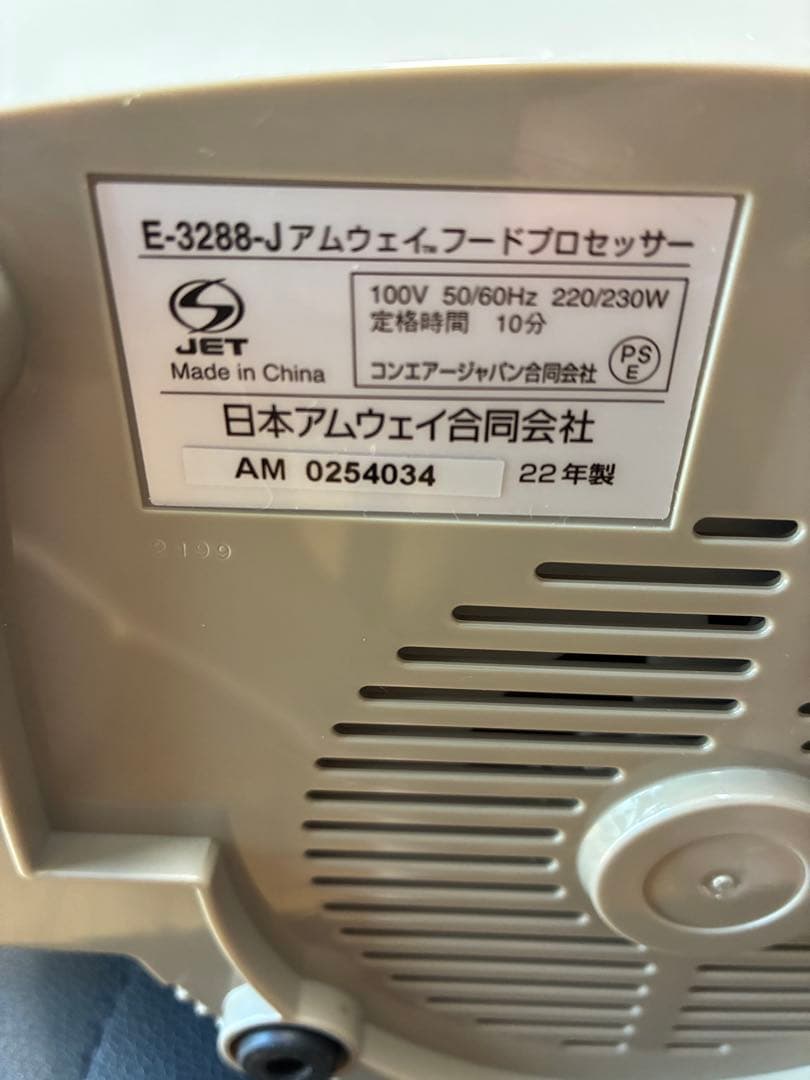 E-3288-J アムウェイ™フードプロセッサー
JET
Made in China
100V 50/60Hz 220/230W
定格時間 10分
コンエアージャパン合同会社
PS
E
日本アムウェイ合同会社
AM 0254034 22年製